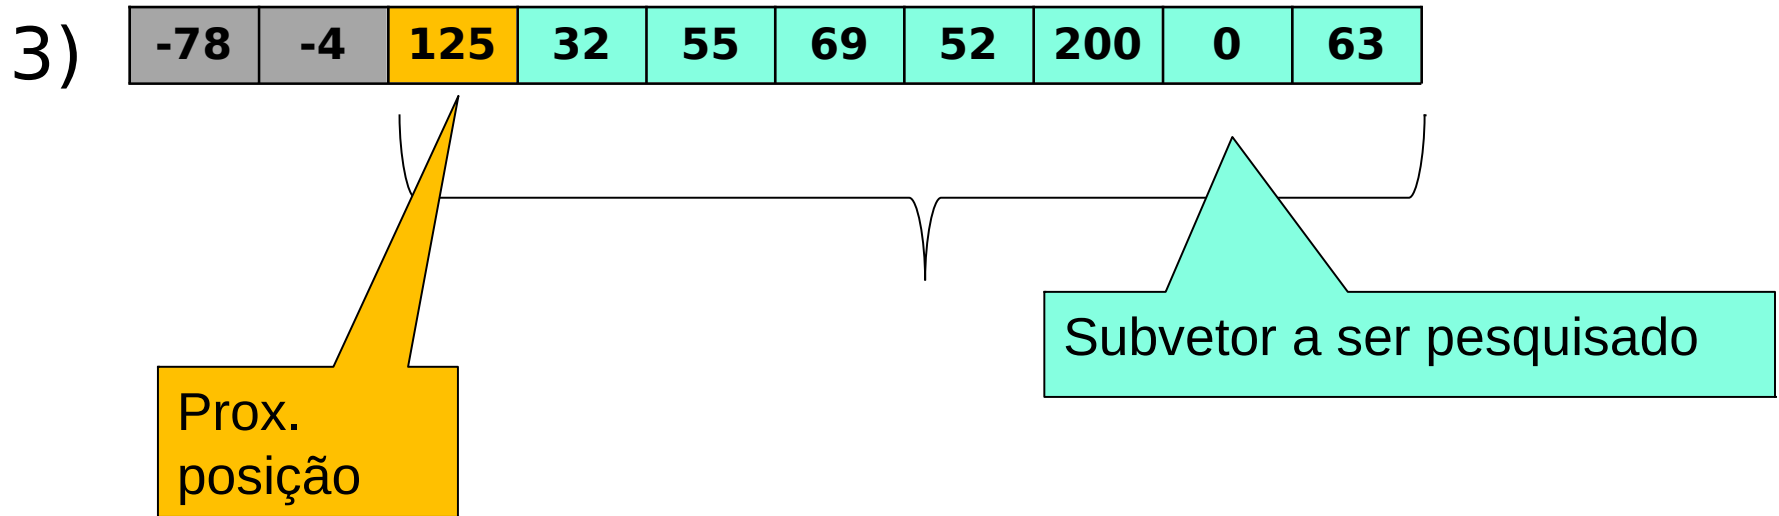 3) -78 -4 125 32 55 69 52 200 0 63
Subvetor a ser pesquisado
Prox.
posição